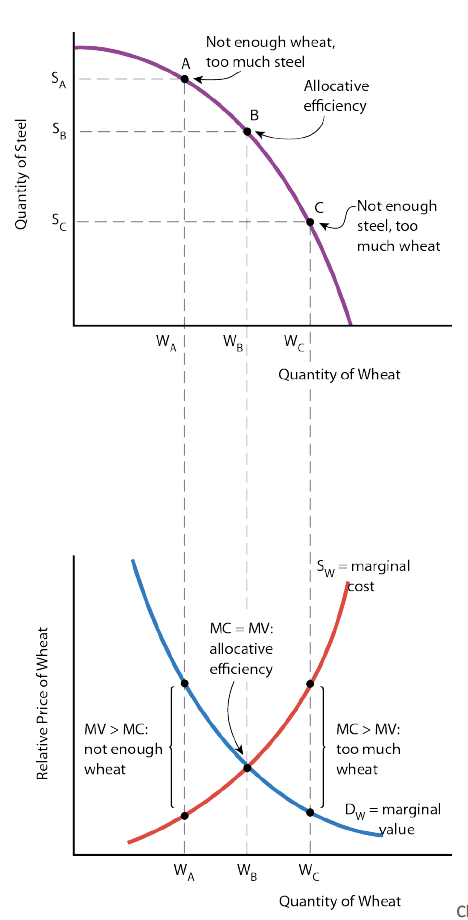 Not enough wheat,
too much steel
A
S_A
Allocative
efficiency
B
S_B
Quantity of Steel
C
Not enough
steel, too
much wheat
S_C
W_A
W_B
W_C
Quantity of Wheat
S_W = marginal
cost
MC = MV:
allocative
efficiency
Relative Price of Wheat
MV > MC:
not enough
wheat
MC > MV:
too much
wheat
D_W = marginal
value
W_A
W_B
W_C
Quantity of Wheat